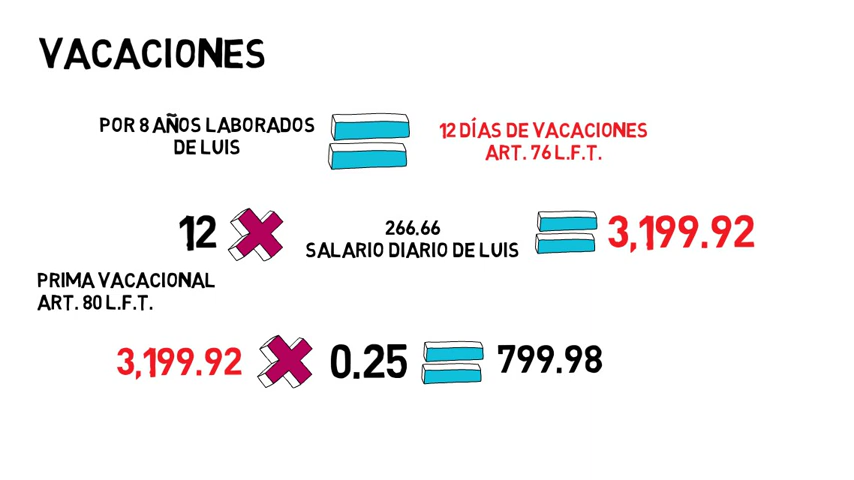 VACACIONES
POR 8 AÑOS LABORADOS
DE LUIS
12 DÍAS DE VACACIONES
ART. 76 L.F.T.
12
266.66
SALARIO DIARIO DE LUIS
3,199.92
PRIMA VACACIONAL
ART. 80 L.F.T.
3,199.92
0.25
799.98